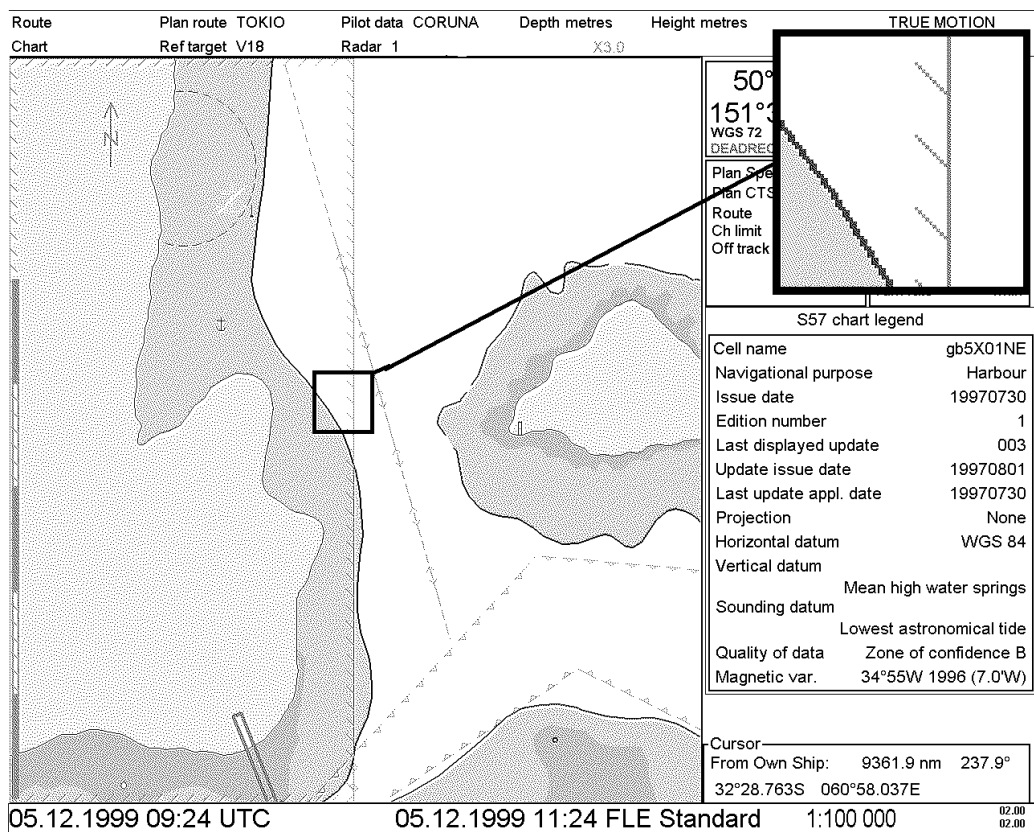 Route Plan route TOKIO Pilot data CORUNA Depth metres Height metres TRUE MOTION
Chart Ref target V18 Radar 1 X3.0
N
50°
151°
WGS 72
Plan
Plan CTS
Route
Ch limit
Off track
S57 chart legend
Cell name gb5X01NE
Navigational purpose Harbour
Issue date 19970730
Edition number 1
Last displayed update 003
Update issue date 19970801
Last update appl. date 19970730
Projection None
Horizontal datum WGS 84
Vertical datum
Mean high water springs
Sounding datum
Lowest astronomical tide
Quality of data Zone of confidence B
Magnetic var. 34°55W 1996 (7.0'W)
Cursor
From Own Ship: 9361.9 nm 237.9°
32°28.763S 060°58.037E
05.12.1999 09:24 UTC 05.12.1999 11:24 FLE Standard 1:100 000 02.00
02.00